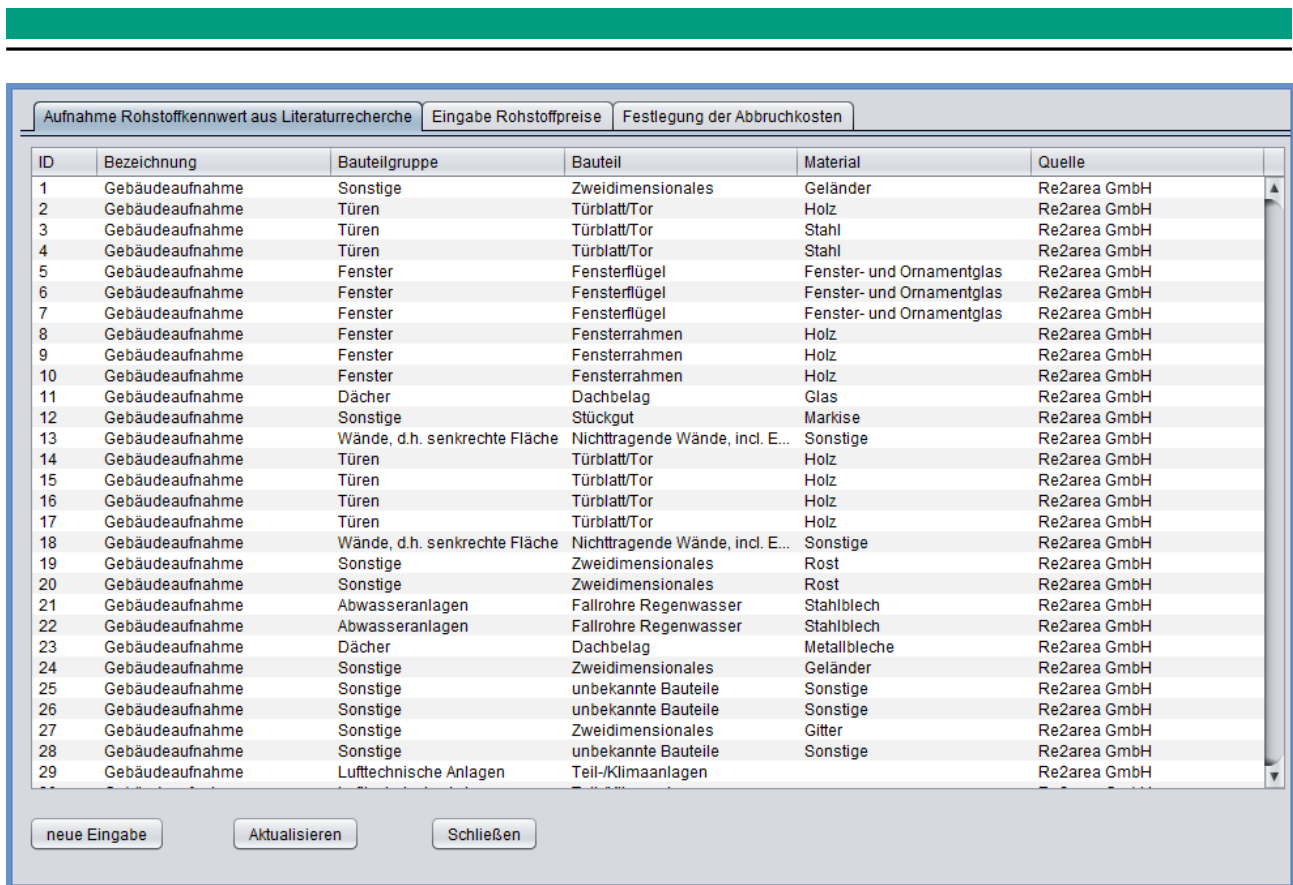 Aufnahme Rohstoffkennwert aus Literaturrecherche Eingabe Rohstoffpreise Festlegung der Abbruchkosten
ID Bezeichnung Bauteilgruppe Bauteil Material Quelle
1 Gebäudeaufnahme Sonstige Zweidimensionales Geländer Re2area GmbH
2 Gebäudeaufnahme Türen Türblatt/Tor Holz Re2area GmbH
3 Gebäudeaufnahme Türen Türblatt/Tor Stahl Re2area GmbH
4 Gebäudeaufnahme Türen Türblatt/Tor Stahl Re2area GmbH
5 Gebäudeaufnahme Fenster Fensterflügel Fenster- und Ornamentglas Re2area GmbH
6 Gebäudeaufnahme Fenster Fensterflügel Fenster- und Ornamentglas Re2area GmbH
7 Gebäudeaufnahme Fenster Fensterflügel Fenster- und Ornamentglas Re2area GmbH
8 Gebäudeaufnahme Fenster Fensterrahmen Holz Re2area GmbH
9 Gebäudeaufnahme Fenster Fensterrahmen Holz Re2area GmbH
10 Gebäudeaufnahme Fenster Fensterrahmen Holz Re2area GmbH
11 Gebäudeaufnahme Dächer Dachbelag Glas Re2area GmbH
12 Gebäudeaufnahme Sonstige Stückgut Markise Re2area GmbH
13 Gebäudeaufnahme Wände, d.h. senkrechte Fläche Nichttragende Wände, incl. E... Sonstige Re2area GmbH
14 Gebäudeaufnahme Türen Türblatt/Tor Holz Re2area GmbH
15 Gebäudeaufnahme Türen Türblatt/Tor Holz Re2area GmbH
16 Gebäudeaufnahme Türen Türblatt/Tor Holz Re2area GmbH
17 Gebäudeaufnahme Türen Türblatt/Tor Holz Re2area GmbH
18 Gebäudeaufnahme Wände, d.h. senkrechte Fläche Nichttragende Wände, incl. E... Sonstige Re2area GmbH
19 Gebäudeaufnahme Sonstige Zweidimensionales Rost Re2area GmbH
20 Gebäudeaufnahme Sonstige Zweidimensionales Rost Re2area GmbH
21 Gebäudeaufnahme Abwasseranlagen Fallrohre Regenwasser Stahlblech Re2area GmbH
22 Gebäudeaufnahme Abwasseranlagen Fallrohre Regenwasser Stahlblech Re2area GmbH
23 Gebäudeaufnahme Dächer Dachbelag Metallbleche Re2area GmbH
24 Gebäudeaufnahme Sonstige Zweidimensionales Geländer Re2area GmbH
25 Gebäudeaufnahme Sonstige unbekannte Bauteile Sonstige Re2area GmbH
26 Gebäudeaufnahme Sonstige unbekannte Bauteile Sonstige Re2area GmbH
27 Gebäudeaufnahme Sonstige Zweidimensionales Gitter Re2area GmbH
28 Gebäudeaufnahme Sonstige unbekannte Bauteile Sonstige Re2area GmbH
29 Gebäudeaufnahme Lufttechnische Anlagen Teil-/Klimaanlagen Re2area GmbH
neue Eingabe Aktualisieren Schließen